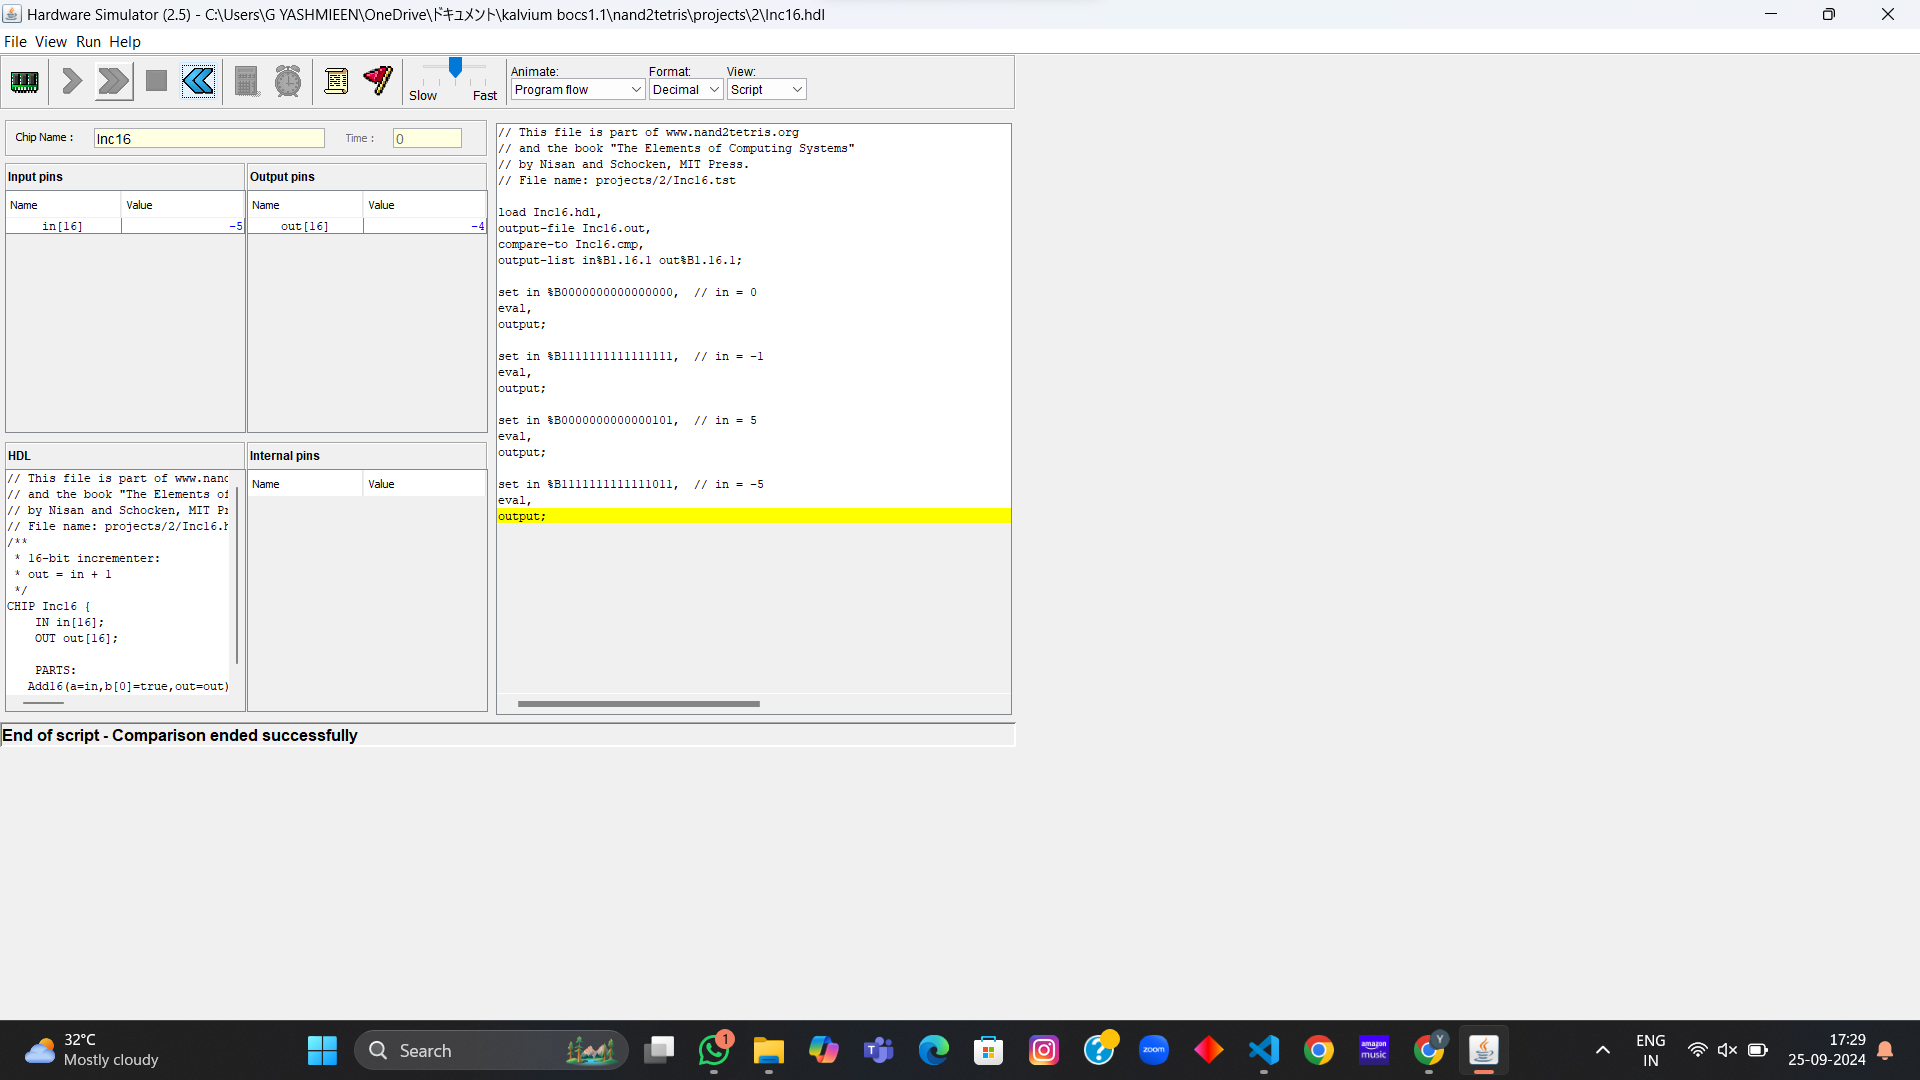 Hardware Simulator (2.5) - C:\Users\G YASHMIEEN\OneDrive\ドキュメント\kalvium bocs1.1\nand2tetris\projects\2\Inc16.hdl
File View Run Help
Slow Fast
Animate: Format: View:
Program flow Decimal Script
Chip Name : Inc16 Time : 0
Input pins
Name Value
in[16] -5
Output pins
Name Value
out[16] -4
HDL
// This file is part of www.nand
// and the book "The Elements of
// by Nisan and Schocken, MIT Pr
// File name: projects/2/Inc16.h
/**
* 16-bit incrementer:
* out = in + 1
*/
CHIP Inc16 {
IN in[16];
OUT out[16];
PARTS:
Add16(a=in,b[0]=true,out=out)
Internal pins
Name Value
// This file is part of www.nand2tetris.org
// and the book "The Elements of Computing Systems"
// by Nisan and Schocken, MIT Press.
// File name: projects/2/Inc16.tst
load Inc16.hdl,
output-file Inc16.out,
compare-to Inc16.cmp,
output-list in%B1.16.1 out%B1.16.1;
set in %B0000000000000000,  // in = 0
eval,
output;
set in %B1111111111111111,  // in = -1
eval,
output;
set in %B0000000000000101,  // in = 5
eval,
output;
set in %B1111111111111011,  // in = -5
eval,
output;
End of script - Comparison ended successfully
32°C
Mostly cloudy
Search
1
zoom
amazon music
Y
ENG
IN
17:29
25-09-2024